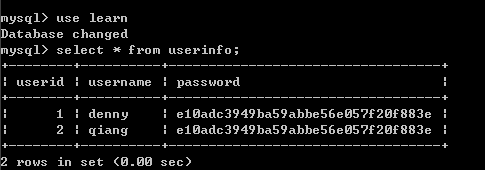 mysql> use learn
Database changed
mysql> select * from userinfo;
+--------+----------+----------------------------------+
| userid | username | password                         |
+--------+----------+----------------------------------+
|      1 | denny    | e10adc3949ba59abbe56e057f20f883e |
|      2 | qiang    | e10adc3949ba59abbe56e057f20f883e |
+--------+----------+----------------------------------+
2 rows in set (0.00 sec)